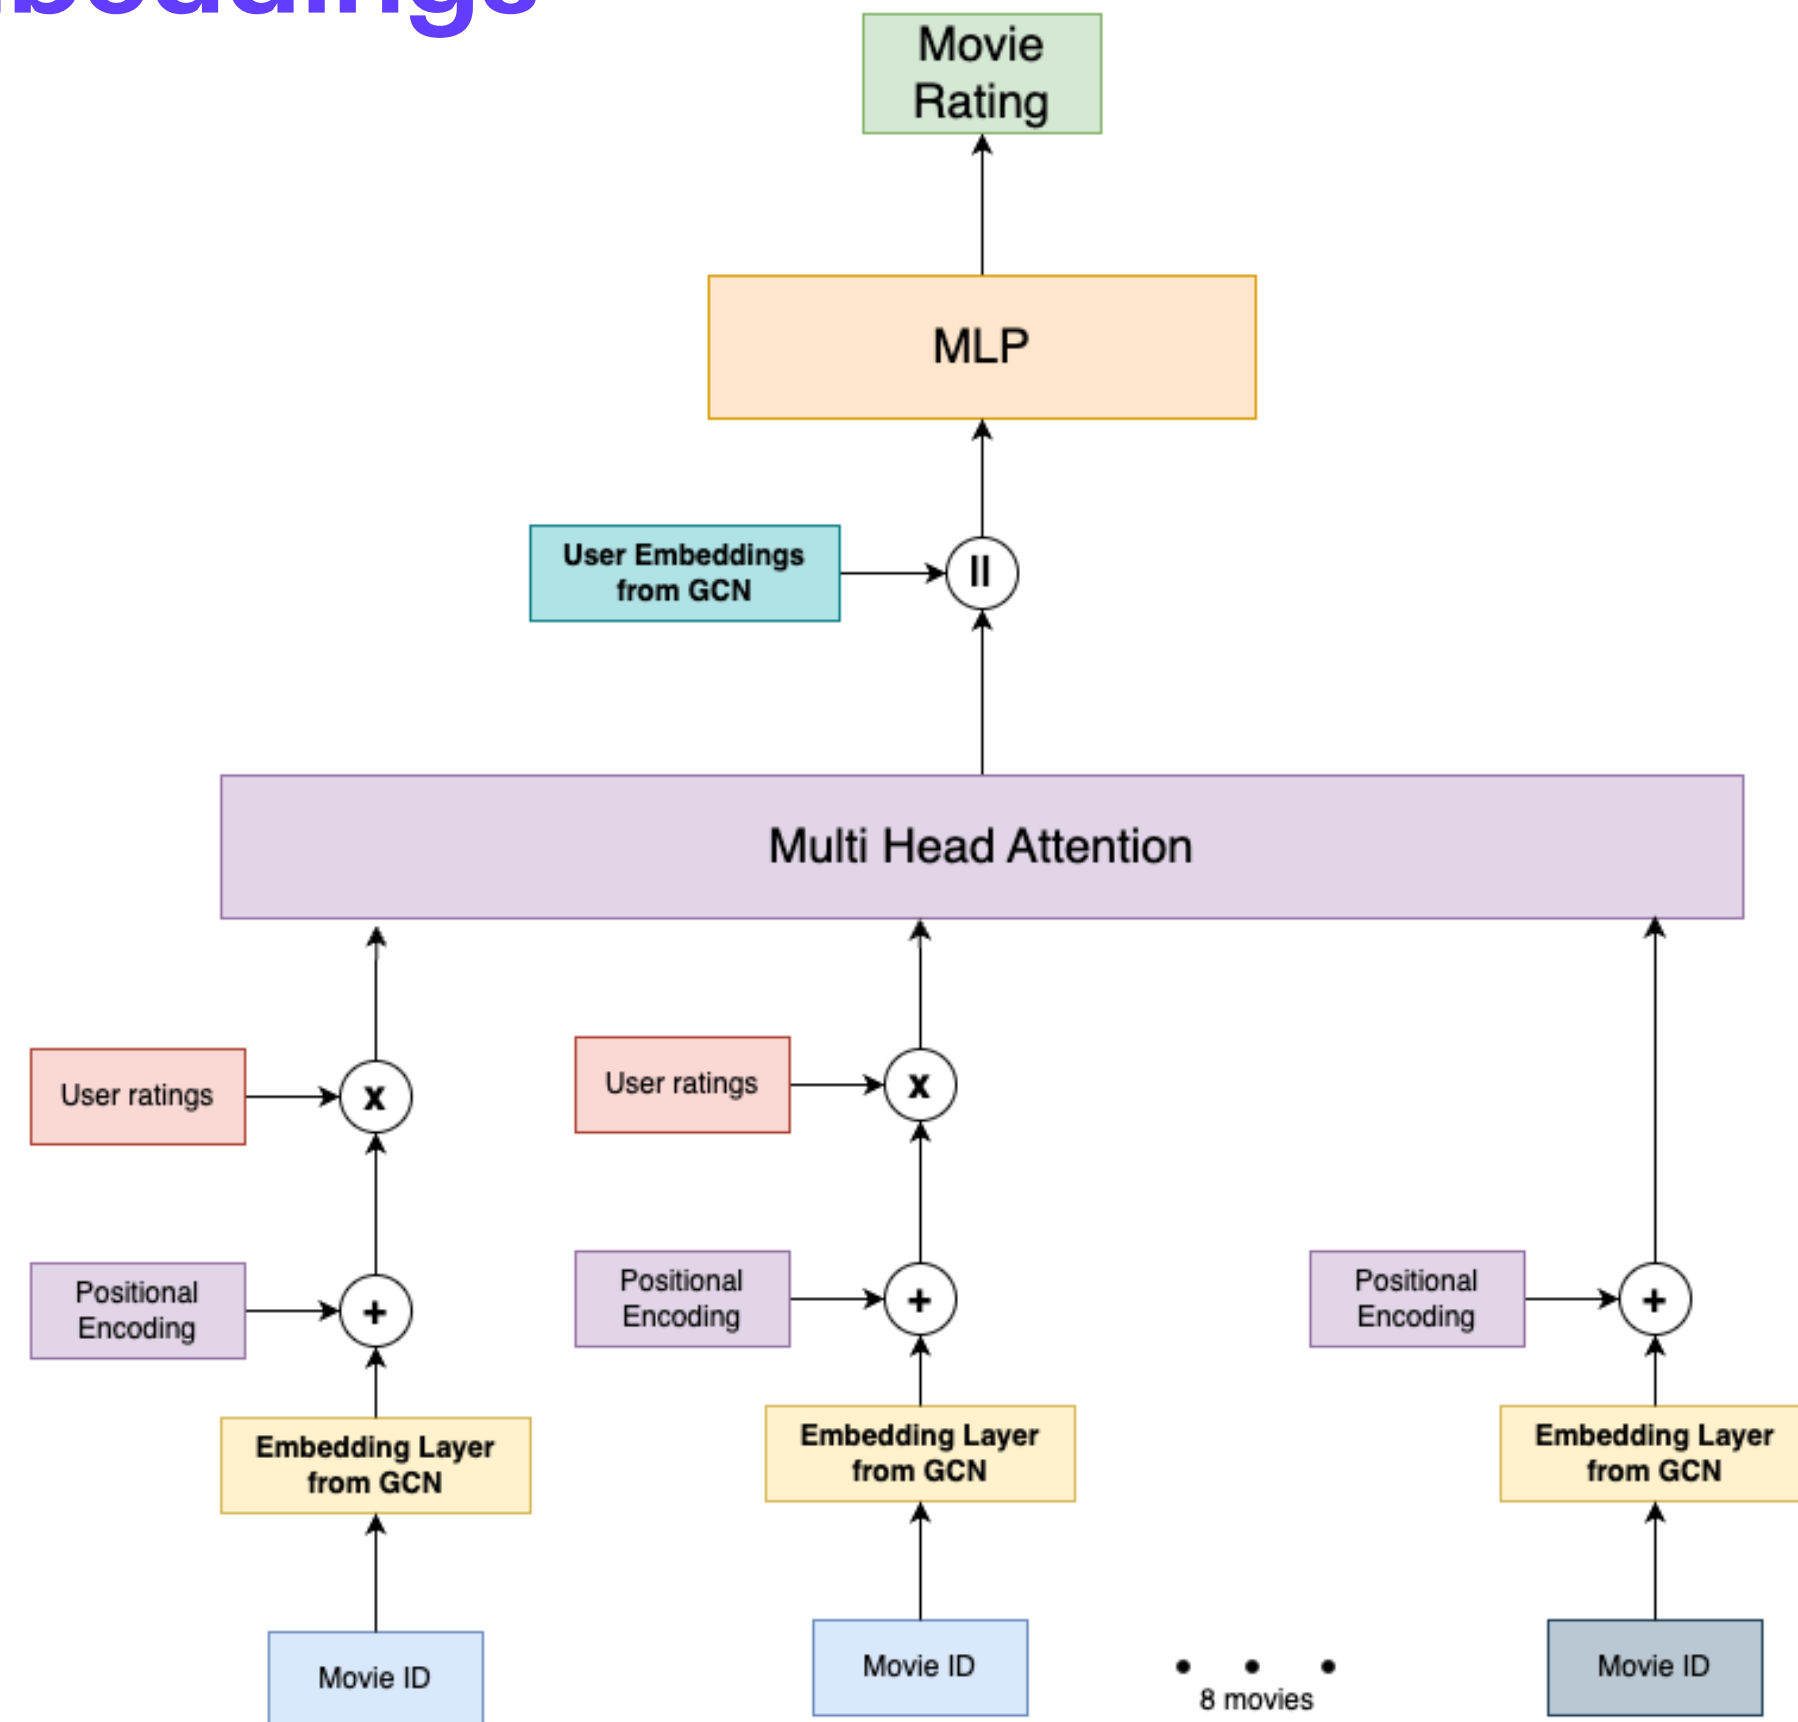 beddings
Movie
Rating
MLP
User Embeddings
from GCN
||
Multi Head Attention
User ratings
x
User ratings
x
Positional
Encoding
+
Positional
Encoding
+
Positional
Encoding
+
Embedding Layer
from GCN
Embedding Layer
from GCN
Embedding Layer
from GCN
Movie ID
Movie ID
• • •
8 movies
Movie ID